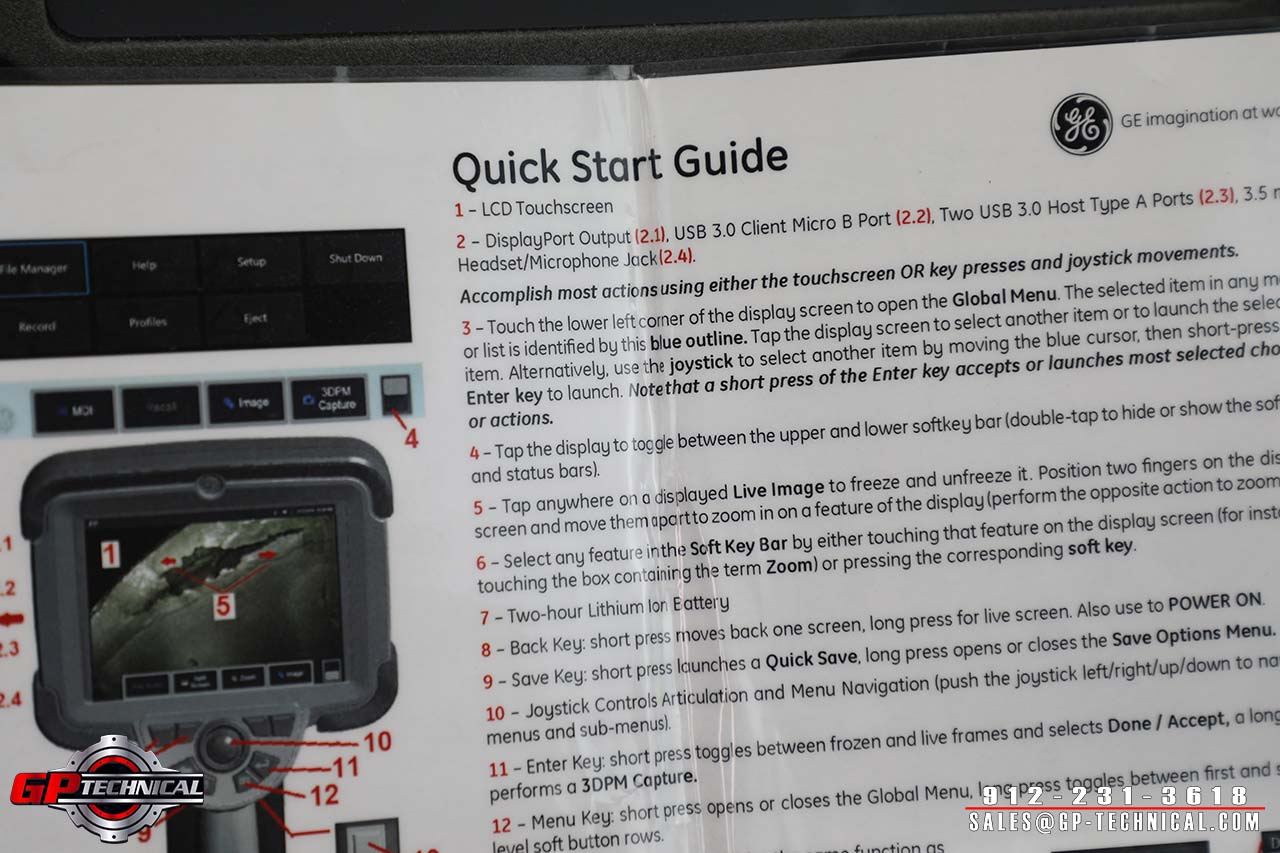 GE imagination at
Quick Start Guide
1 – LCD Touchscreen
2 – DisplayPort Output (2.1), USB 3.0 Client Micro B Port (2.2), Two USB 3.0 Host Type A Ports (2.3), 3.5
Headset/Microphone Jack(2.4).
Accomplish most actions using either the touchscreen OR key presses and joystick movements.
3 – Touch the lower left corner of the display screen to open the Global Menu. The selected item in any
or list is identified by this blue outline. Tap the display screen to select another item or to launch the
item. Alternatively, use the joystick to select another item by moving the blue cursor, then short-press
Enter key to launch. Note that a short press of the Enter key accepts or launches most selected
or actions.
4 – Tap the display to toggle between the upper and lower softkey bar (double-tap to hide or show the
and status bars).
5 – Tap anywhere on a displayed Live Image to freeze and unfreeze it. Position two fingers on the
screen and move them apart to zoom in on a feature of the display (perform the opposite action to zoom
6 – Select any feature in the Soft Key Bar by either touching that feature on the display screen (for
touching the box containing the term Zoom) or pressing the corresponding soft key.
7 – Two-hour Lithium Ion Battery
8 – Back Key: short press moves back one screen, long press for live screen. Also use to POWER ON.
9 – Save Key: short press launches a Quick Save, long press opens or closes the Save Options Menu.
10 – Joystick Controls Articulation and Menu Navigation (push the joystick left/right/up/down to
menus and sub-menus).
11 – Enter Key: short press toggles between frozen and live frames and selects Done / Accept, a
performs a 3DPM Capture.
12 – Menu Key: short press opens or closes the Global Menu, long press toggles between first and
level soft button rows.
same function as
File Manager Help Setup Shut Down
Record Profiles Eject
MDI Recall Image 3DPM
Capture
4
1
5
2.3
2.4
10
11
12
9
Zoom Image
GP TECHNICAL
912-231-3618
SALES@GP-TECHNICAL.COM